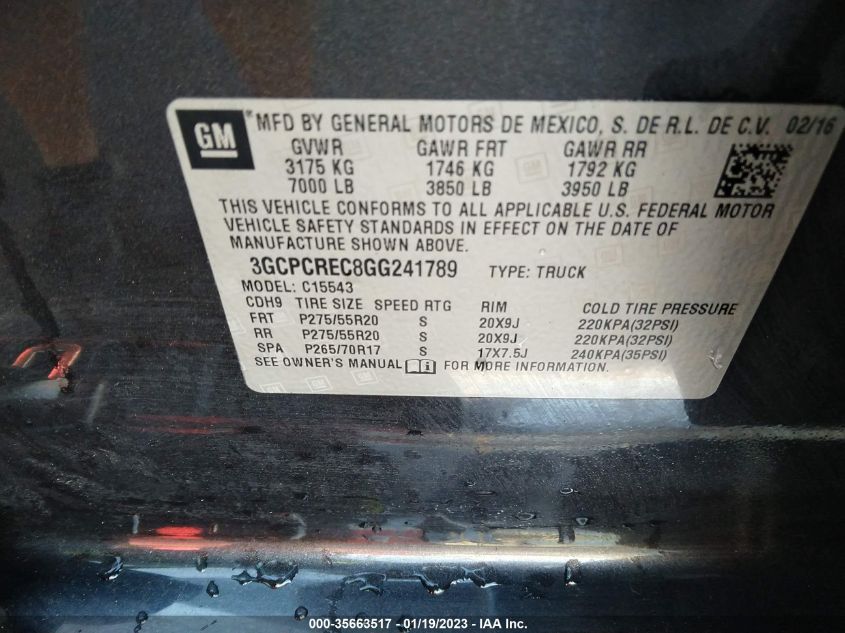 GM MFD BY GENERAL MOTORS DE MEXICO, S. DE R.L. DE C.V. 02/16
GVWR GAWR FRT GAWR RR
3175 KG 1746 KG 1792 KG
7000 LB 3850 LB 3950 LB
THIS VEHICLE CONFORMS TO ALL APPLICABLE U.S. FEDERAL MOTOR
VEHICLE SAFETY STANDARDS IN EFFECT ON THE DATE OF
MANUFACTURE SHOWN ABOVE.
3GCPCREC8GG241789 TYPE: TRUCK
MODEL: C15543
CDH9 TIRE SIZE SPEED RTG RIM COLD TIRE PRESSURE
FRT P275/55R20 S 20X9J 220KPA(32PSI)
RR P275/55R20 S 20X9J 220KPA(32PSI)
SPA P265/70R17 S 17X7.5J 240KPA(35PSI)
SEE OWNER'S MANUAL FOR MORE INFORMATION.
000-35663517 - 01/19/2023 - IAA Inc.